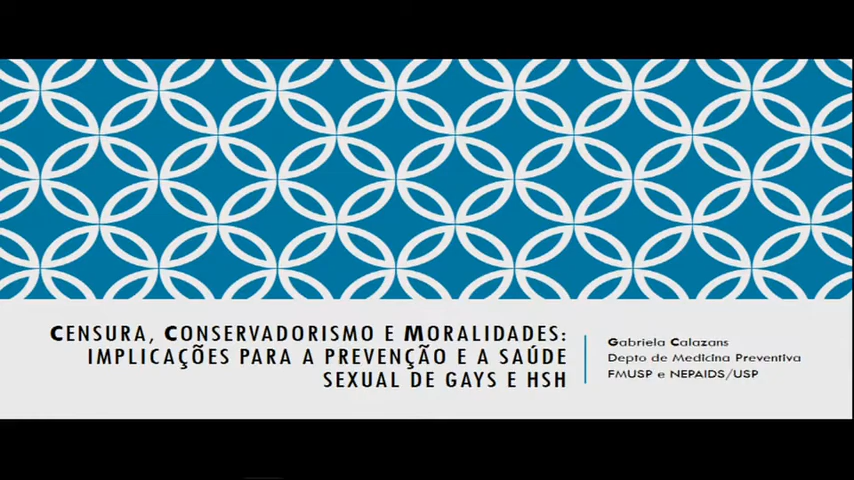 CENSURA, CONSERVADORISMO E MORALIDADES:
IMPLICAÇÕES PARA A PREVENÇÃO E A SAÚDE
SEXUAL DE GAYS E HSH
Gabriela Calazans
Depto de Medicina Preventiva
FMUSP e NEPAIDS/USP